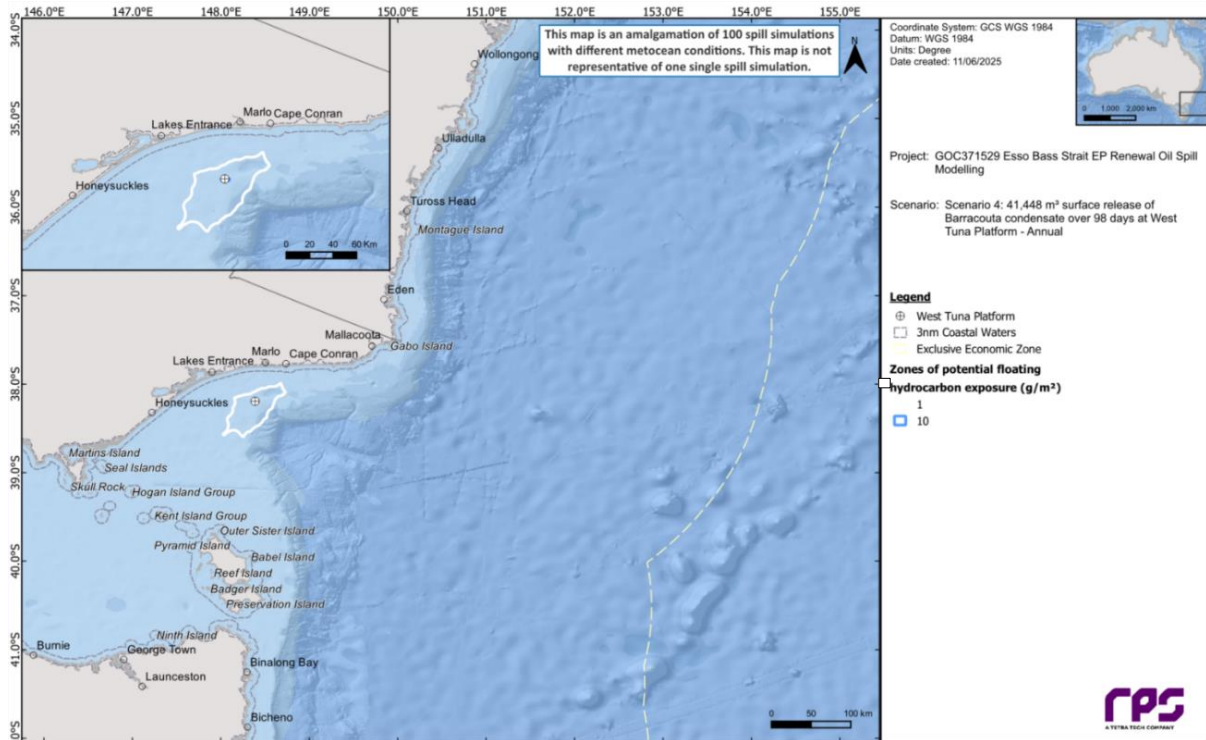 146.0°E 147.0°E 148.0°E 149.0°E 150.0°E 151.0°E 152.0°E 153.0°E 154.0°E 155.0°E
34.0°S
35.0°S
36.0°S
37.0°S
38.0°S
39.0°S
40.0°S
41.0°S
0°S
This map is an amalgamation of 100 spill simulations
with different metocean conditions. This map is not
representative of one single spill simulation.
N
Marlo Cape Conran
Lakes Entrance
Honeysuckles
0 20 40 60 Km
Wollongong
Ulladulla
Tuross Head
Montague Island
Eden
Mallacoota
Gabo Island
Marlo
Lakes Entrance Cape Conran
Honeysuckles
Martins Island
Seal Islands
Skull Rock
Hogan Island Group
Kent Island Group
Outer Sister Island
Pyramid Island
Babel Island
Reef Island
Badger Island
Preservation Island
Ninth Island
Burnie
George Town
Launceston
Binalong Bay
Bicheno
0 50 100 km
Coordinate System: GCS WGS 1984
Datum: WGS 1984
Units: Degree
Date created: 11/06/2025
0 1,000 2,000 km
Project: GOC371529 Esso Bass Strait EP Renewal Oil Spill
Modelling
Scenario: Scenario 4: 41,448 m³ surface release of
Barracouta condensate over 98 days at West
Tuna Platform - Annual
Legend
West Tuna Platform
3nm Coastal Waters
Exclusive Economic Zone
Zones of potential floating
hydrocarbon exposure (g/m²)
1
10
rps
A TETRA TECH COMPANY